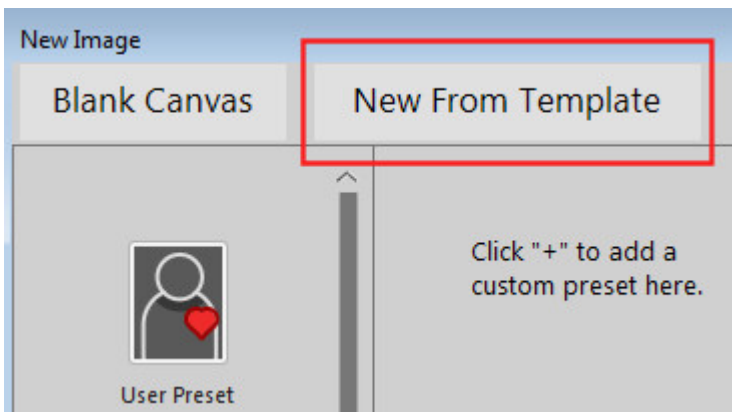 New Image
Blank Canvas
New From Template
Click "+" to add a
custom preset here.
User Preset